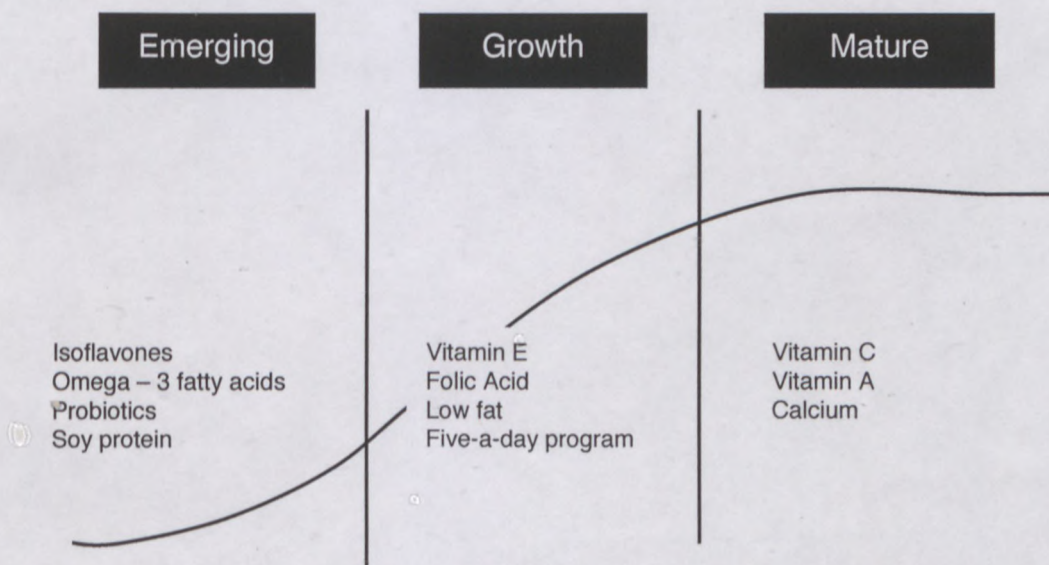 Emerging
Growth
Mature
Isoflavones
Omega – 3 fatty acids
Probiotics
Soy protein
Vitamin E
Folic Acid
Low fat
Five-a-day program
Vitamin C
Vitamin A
Calcium